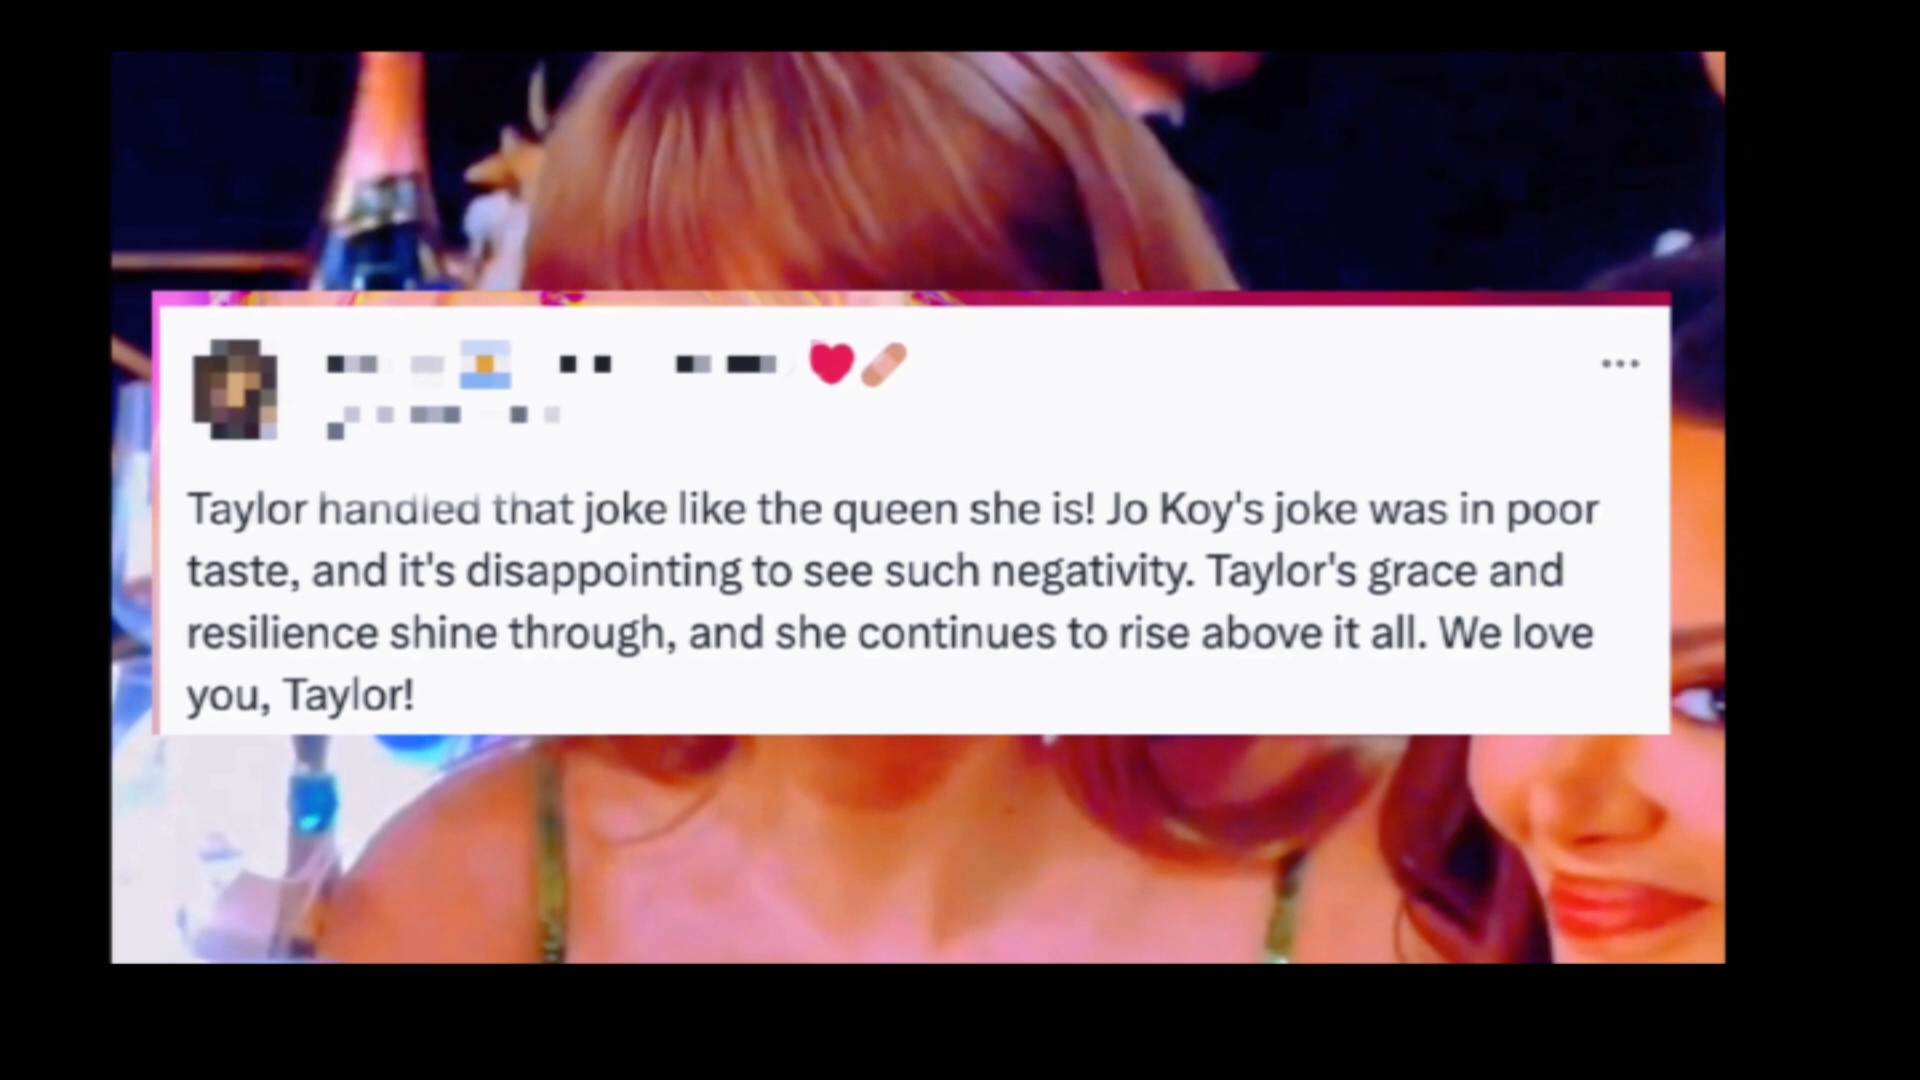 Taylor handled that joke like the queen she is! Jo Koy's joke was in poor
taste, and it's disappointing to see such negativity. Taylor's grace and
resilience shine through, and she continues to rise above it all. We love
you, Taylor!